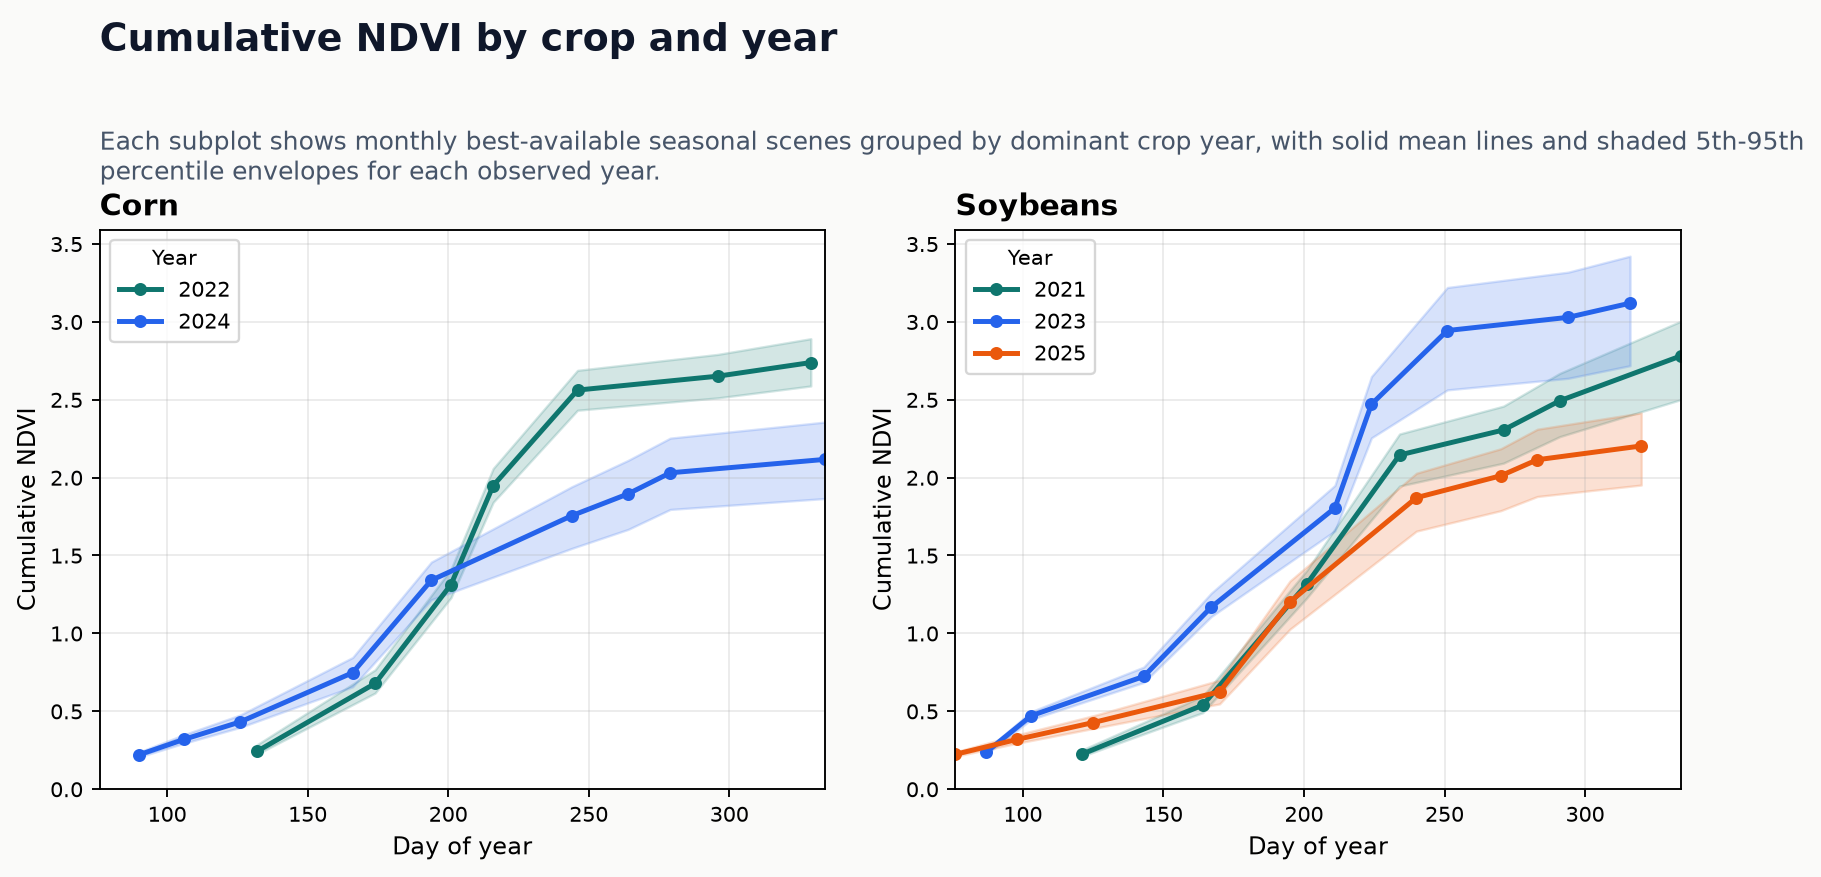 Cumulative NDVI by crop and year
Each subplot shows monthly best-available seasonal scenes grouped by dominant crop year, with solid mean lines and shaded 5th-95th
percentile envelopes for each observed year.
Corn
Year
2022
2024
Cumulative NDVI
3.5
3.0
2.5
2.0
1.5
1.0
0.5
0.0
100 150 200 250 300
Day of year
Soybeans
Year
2021
2023
2025
Cumulative NDVI
3.5
3.0
2.5
2.0
1.5
1.0
0.5
0.0
100 150 200 250 300
Day of year